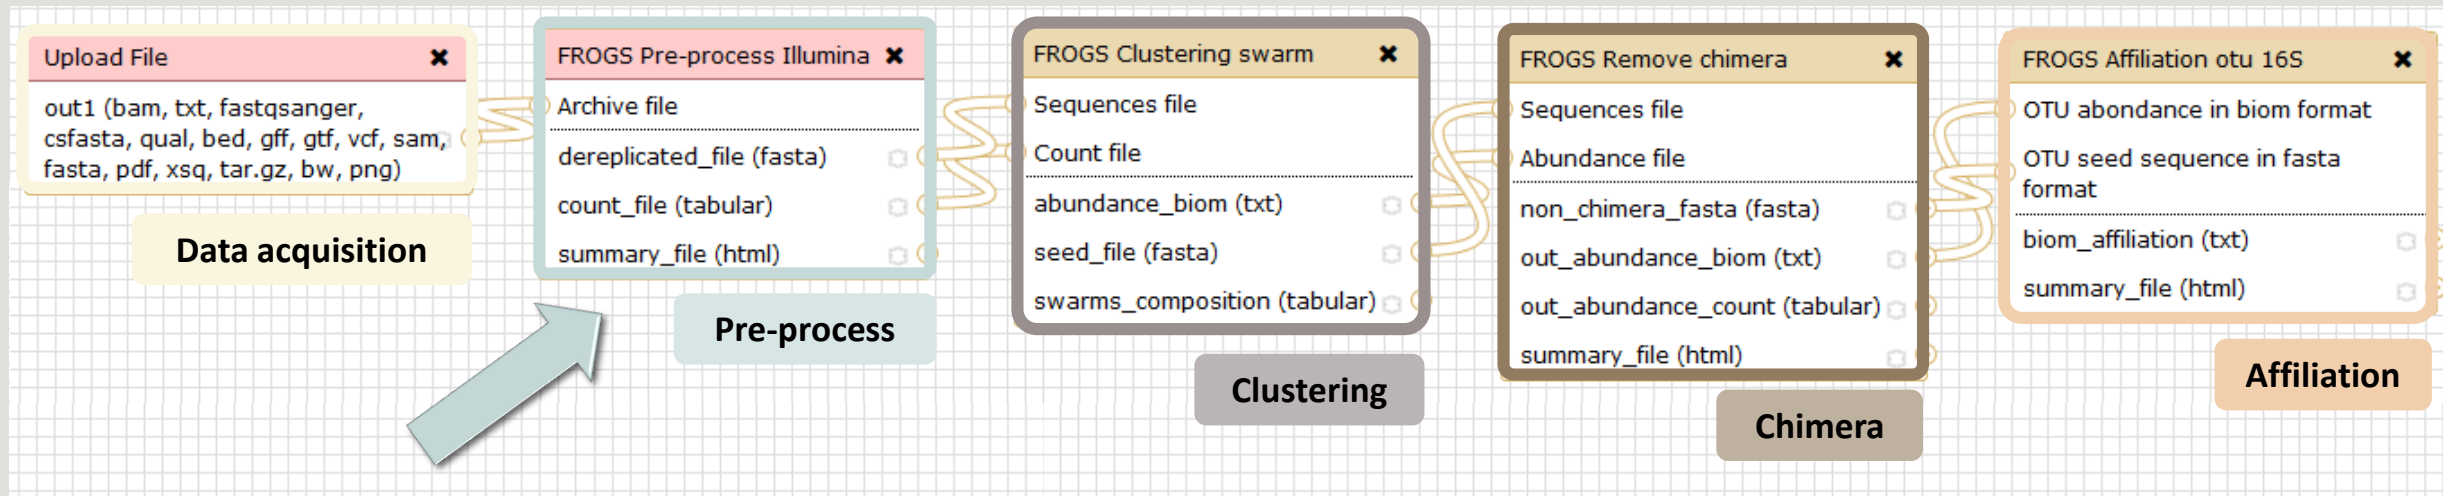 Upload File
out1 (bam, txt, fastqsanger,
csfasta, qual, bed, gff, gtf, vcf, sam,
fasta, pdf, xsq, tar.gz, bw, png)
Data acquisition
FROGS Pre-process Illumina
Archive file
dereplicated_file (fasta)
count_file (tabular)
summary_file (html)
Pre-process
FROGS Clustering swarm
Sequences file
Count file
abundance_biom (txt)
seed_file (fasta)
swarms_composition (tabular)
Clustering
FROGS Remove chimera
Sequences file
Abundance file
non_chimera_fasta (fasta)
out_abundance_biom (txt)
out_abundance_count (tabular)
summary_file (html)
Chimera
FROGS Affiliation otu 16S
OTU abondance in biom format
OTU seed sequence in fasta
format
biom_affiliation (txt)
summary_file (html)
Affiliation